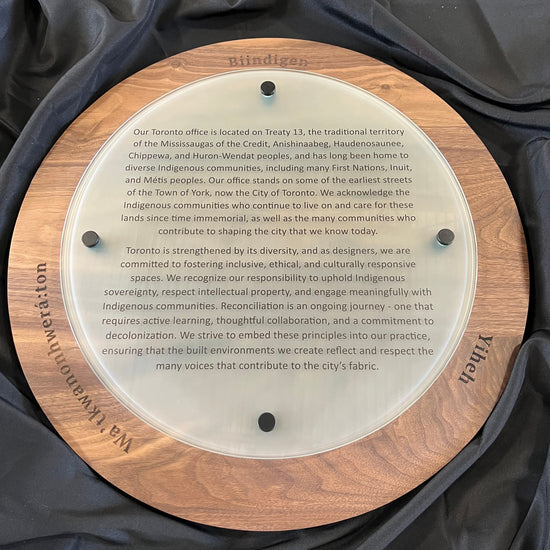 Biindigen
Our Toronto office is located on Treaty 13, the traditional territory
of the Mississaugas of the Credit, Anishinaabeg, Haudenosaunee,
Chippewa, and Huron-Wendat peoples, and has long been home to
diverse Indigenous communities, including many First Nations, Inuit,
and Métis peoples. Our office stands on some of the earliest streets
of the Town of York, now the City of Toronto. We acknowledge the
Indigenous communities who continue to live on and care for these
lands since time immemorial, as well as the many communities who
contribute to shaping the city that we know today.
Toronto is strengthened by its diversity, and as designers, we are
committed to fostering inclusive, ethical, and culturally responsive
spaces. We recognize our responsibility to uphold Indigenous
sovereignty, respect intellectual property, and engage meaningfully with
Indigenous communities. Reconciliation is an ongoing journey - one that
requires active learning, thoughtful collaboration, and a commitment to
decolonization. We strive to embed these principles into our practice,
ensuring that the built environments we create reflect and respect the
many voices that contribute to the city's fabric.
Wa'tkwanonhwera:ton
Yiheh